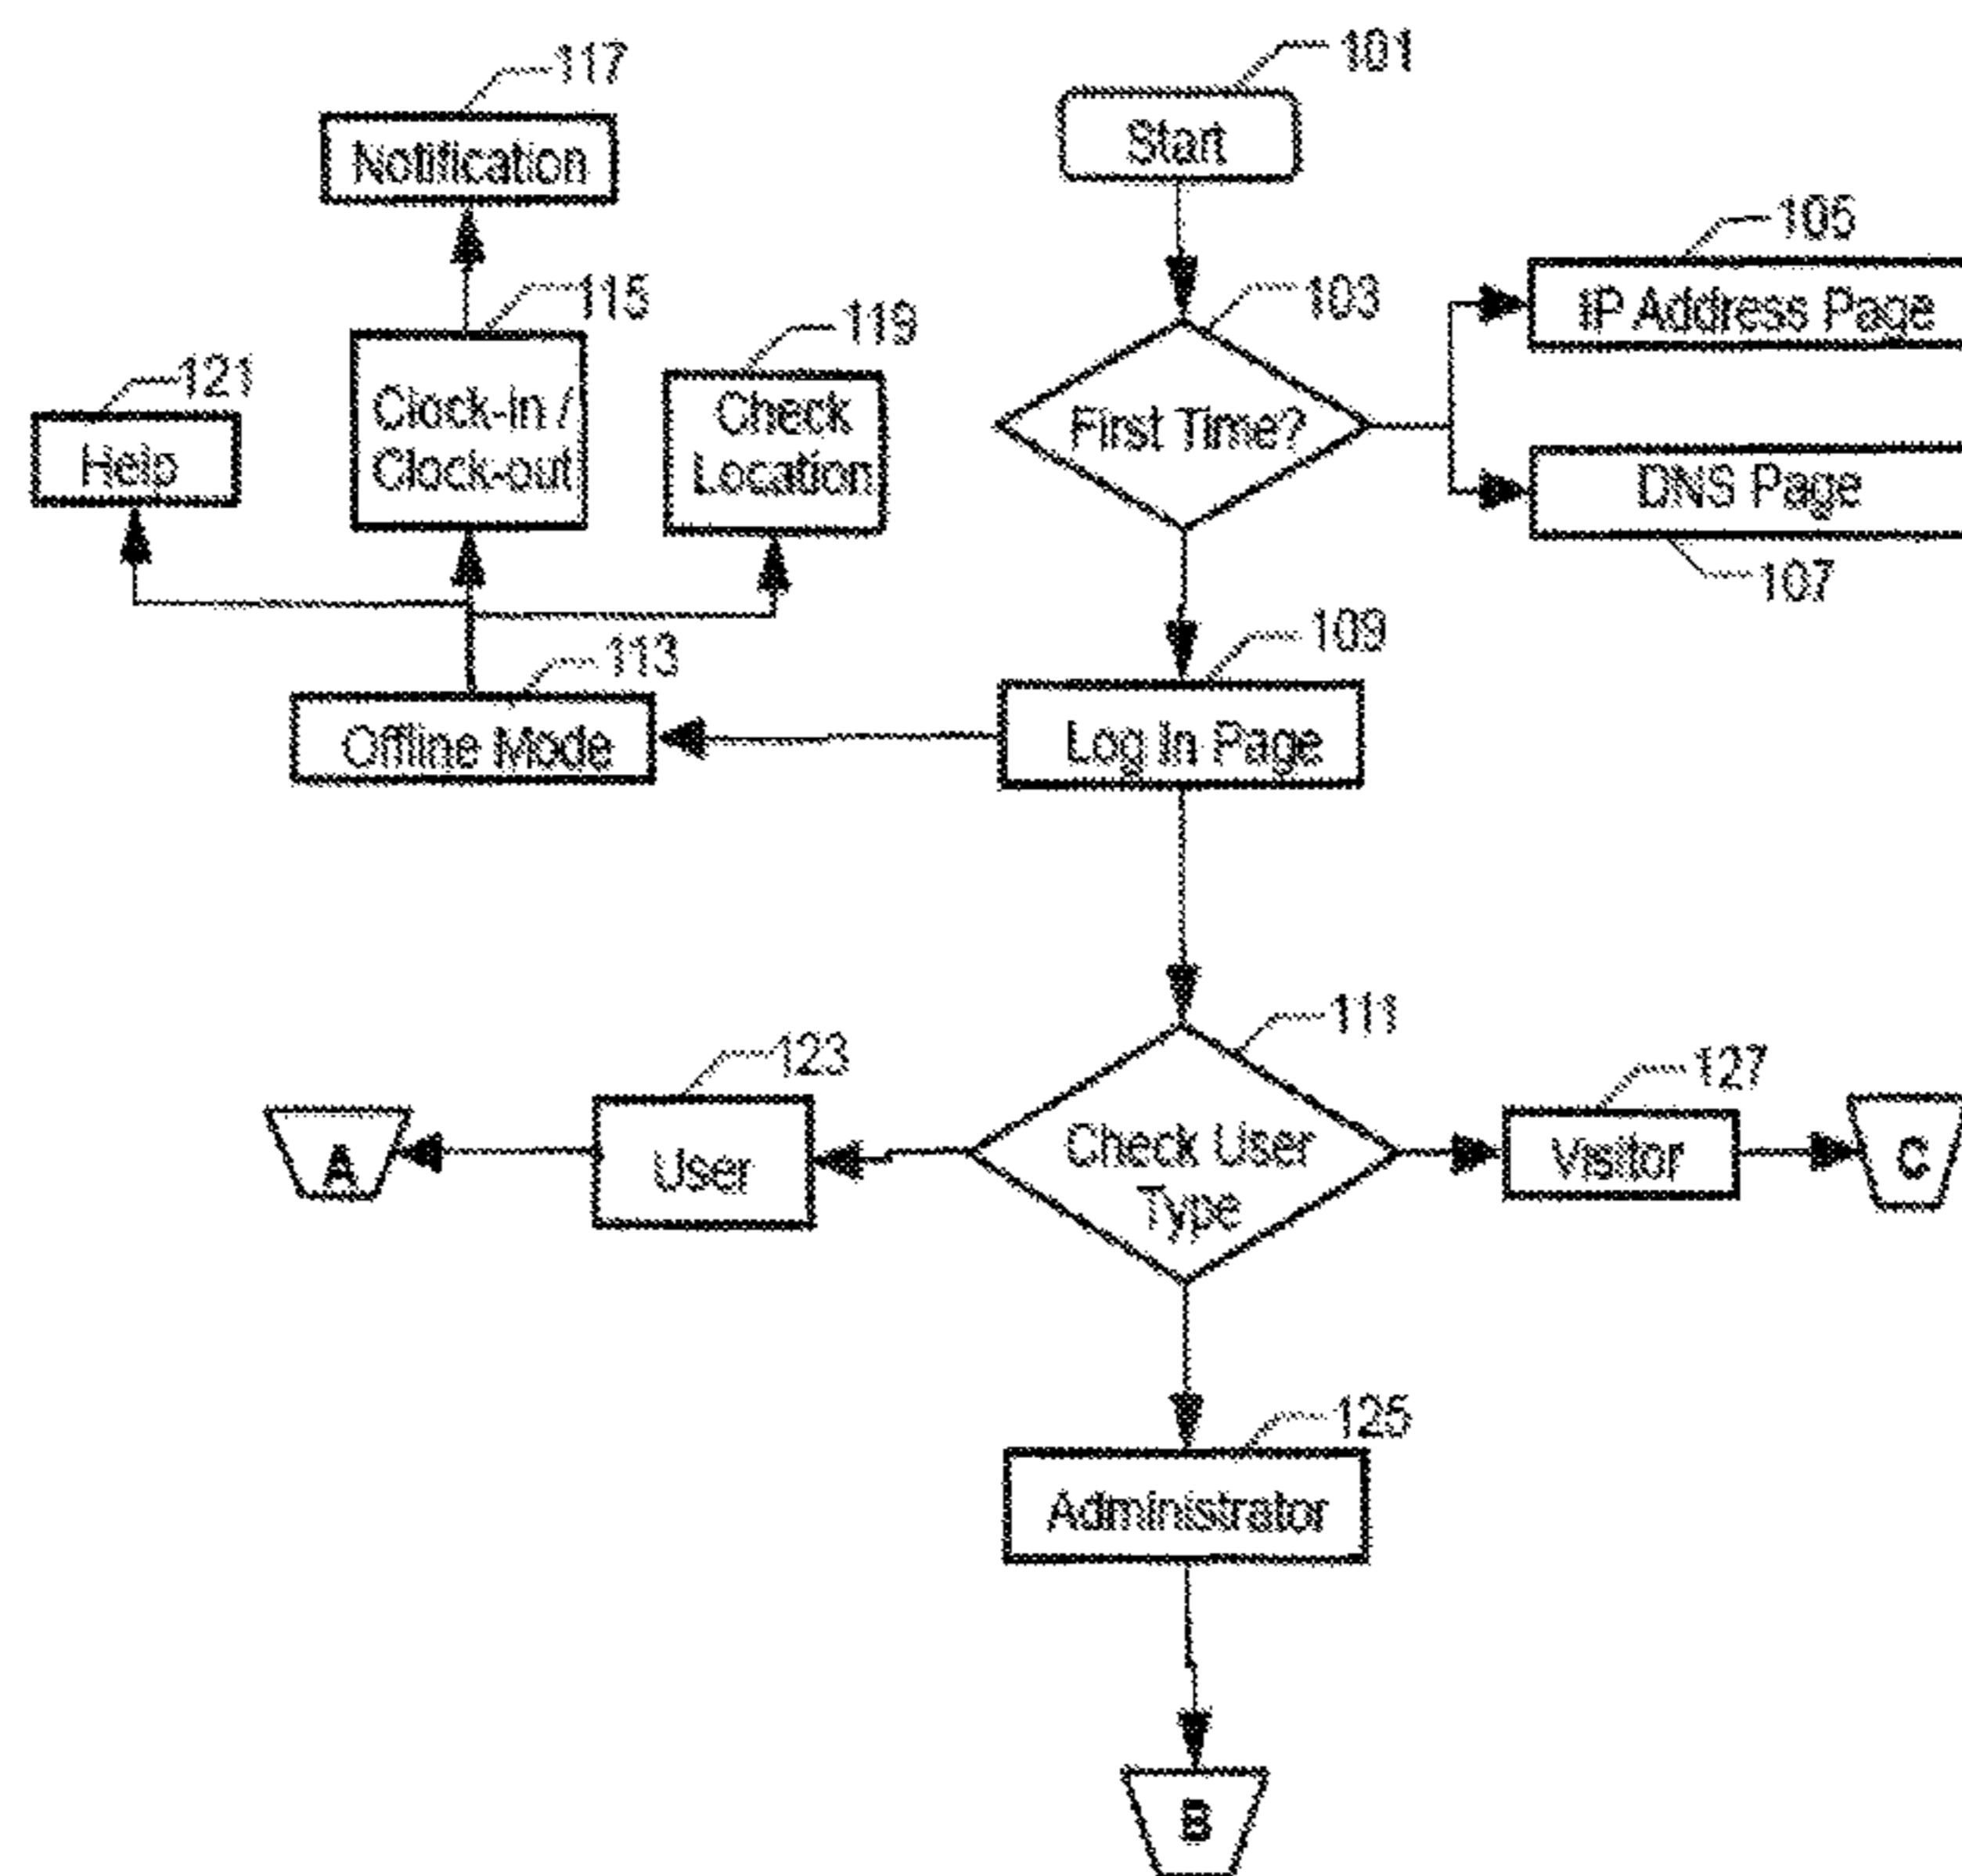 117
101
Notification
Start
105
115
103
IP Address Page
119
121
Clock-in /
Clock-out
Check
Location
First Time?
Help
DNS Page
107
109
113
Offline Mode
Log In Page
111
123
127
A
User
Check User
Type
Visitor
C
125
Administrator
B